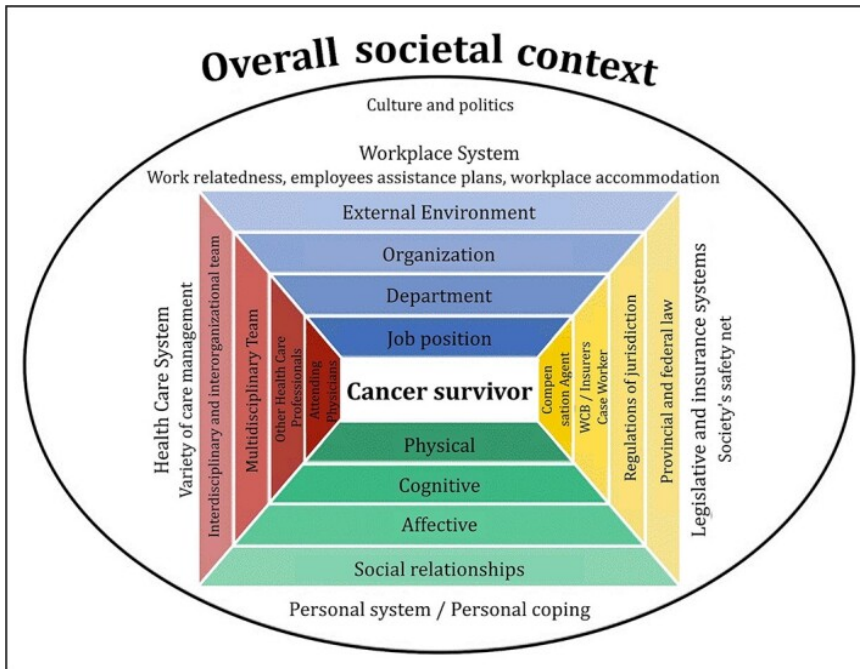 Overall societal context
Culture and politics
Workplace System
Work relatedness, employees assistance plans, workplace accommodation
External Environment
Organization
Department
Job position
Health Care System
Variety of care management
Interdisciplinary and interorganizational team
Multidisciplinary Team
Other Health Care
Professionals
Attending
Physicians
Cancer survivor
Compen
sation Agent
WCB / Insurers
Case Worker
Regulations of jurisdiction
Provincial and federal law
Legislative and insurance systems
Society's safety net
Physical
Cognitive
Affective
Social relationships
Personal system / Personal coping